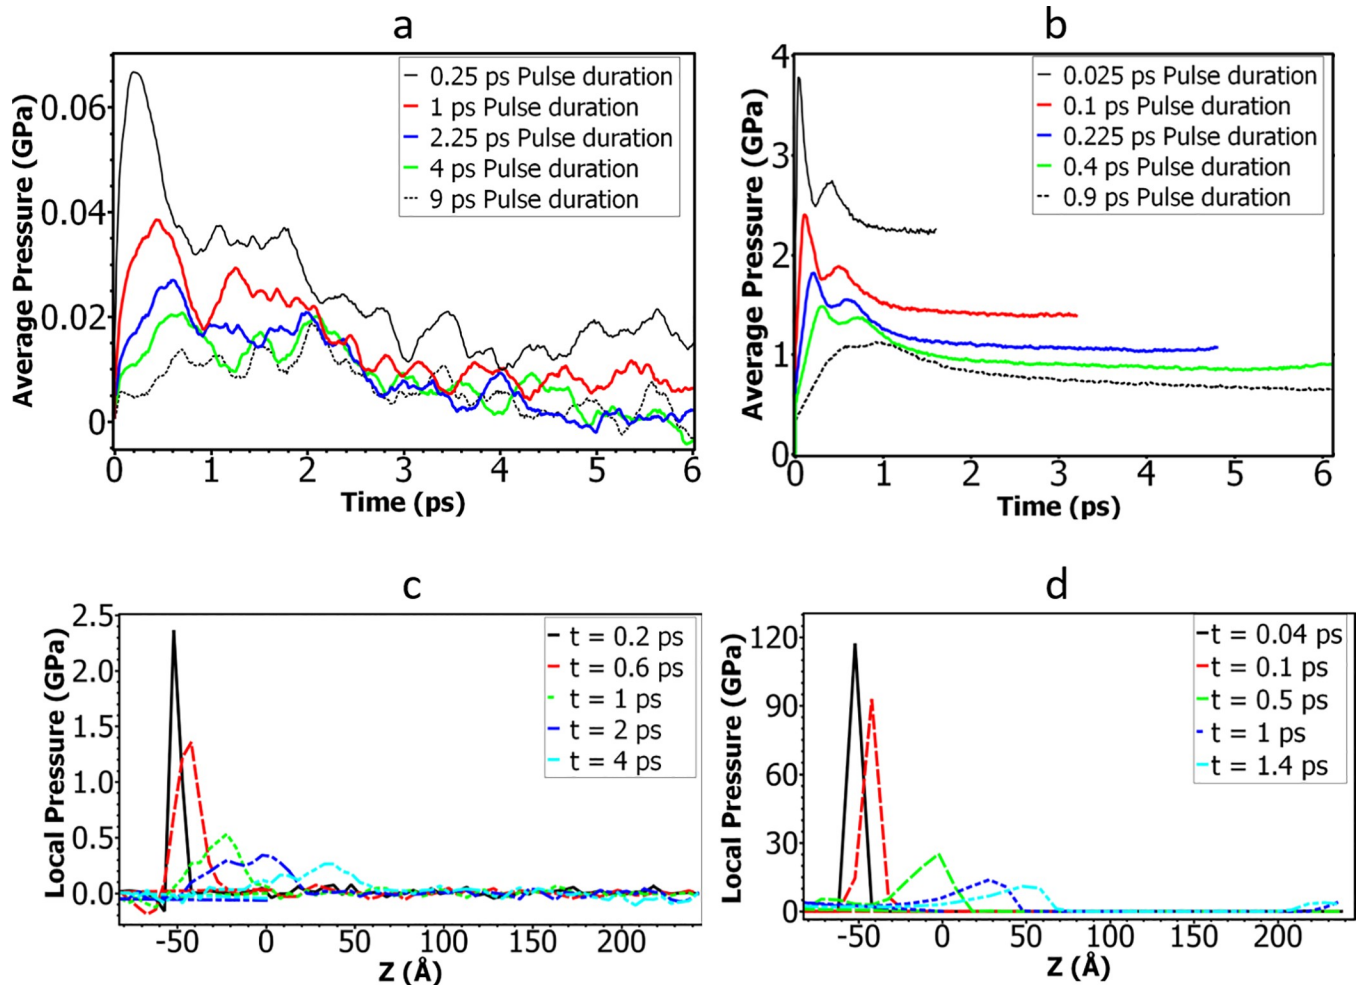 a
0.06
0.04
0.02
0
0 1 2 3 4 5 6
Average Pressure (GPa)
Time (ps)
0.25 ps Pulse duration
1 ps Pulse duration
2.25 ps Pulse duration
4 ps Pulse duration
9 ps Pulse duration
b
4
3
2
1
0
0 1 2 3 4 5 6
Average Pressure (GPa)
Time (ps)
0.025 ps Pulse duration
0.1 ps Pulse duration
0.225 ps Pulse duration
0.4 ps Pulse duration
0.9 ps Pulse duration
c
2.5
2.0
1.5
1.0
0.5
0.0
-50 0 50 100 150 200
Local Pressure (GPa)
Z (Å)
t = 0.2 ps
t = 0.6 ps
t = 1 ps
t = 2 ps
t = 4 ps
d
120
90
60
30
0
-50 0 50 100 150 200
Local Pressure (GPa)
Z (Å)
t = 0.04 ps
t = 0.1 ps
t = 0.5 ps
t = 1 ps
t = 1.4 ps